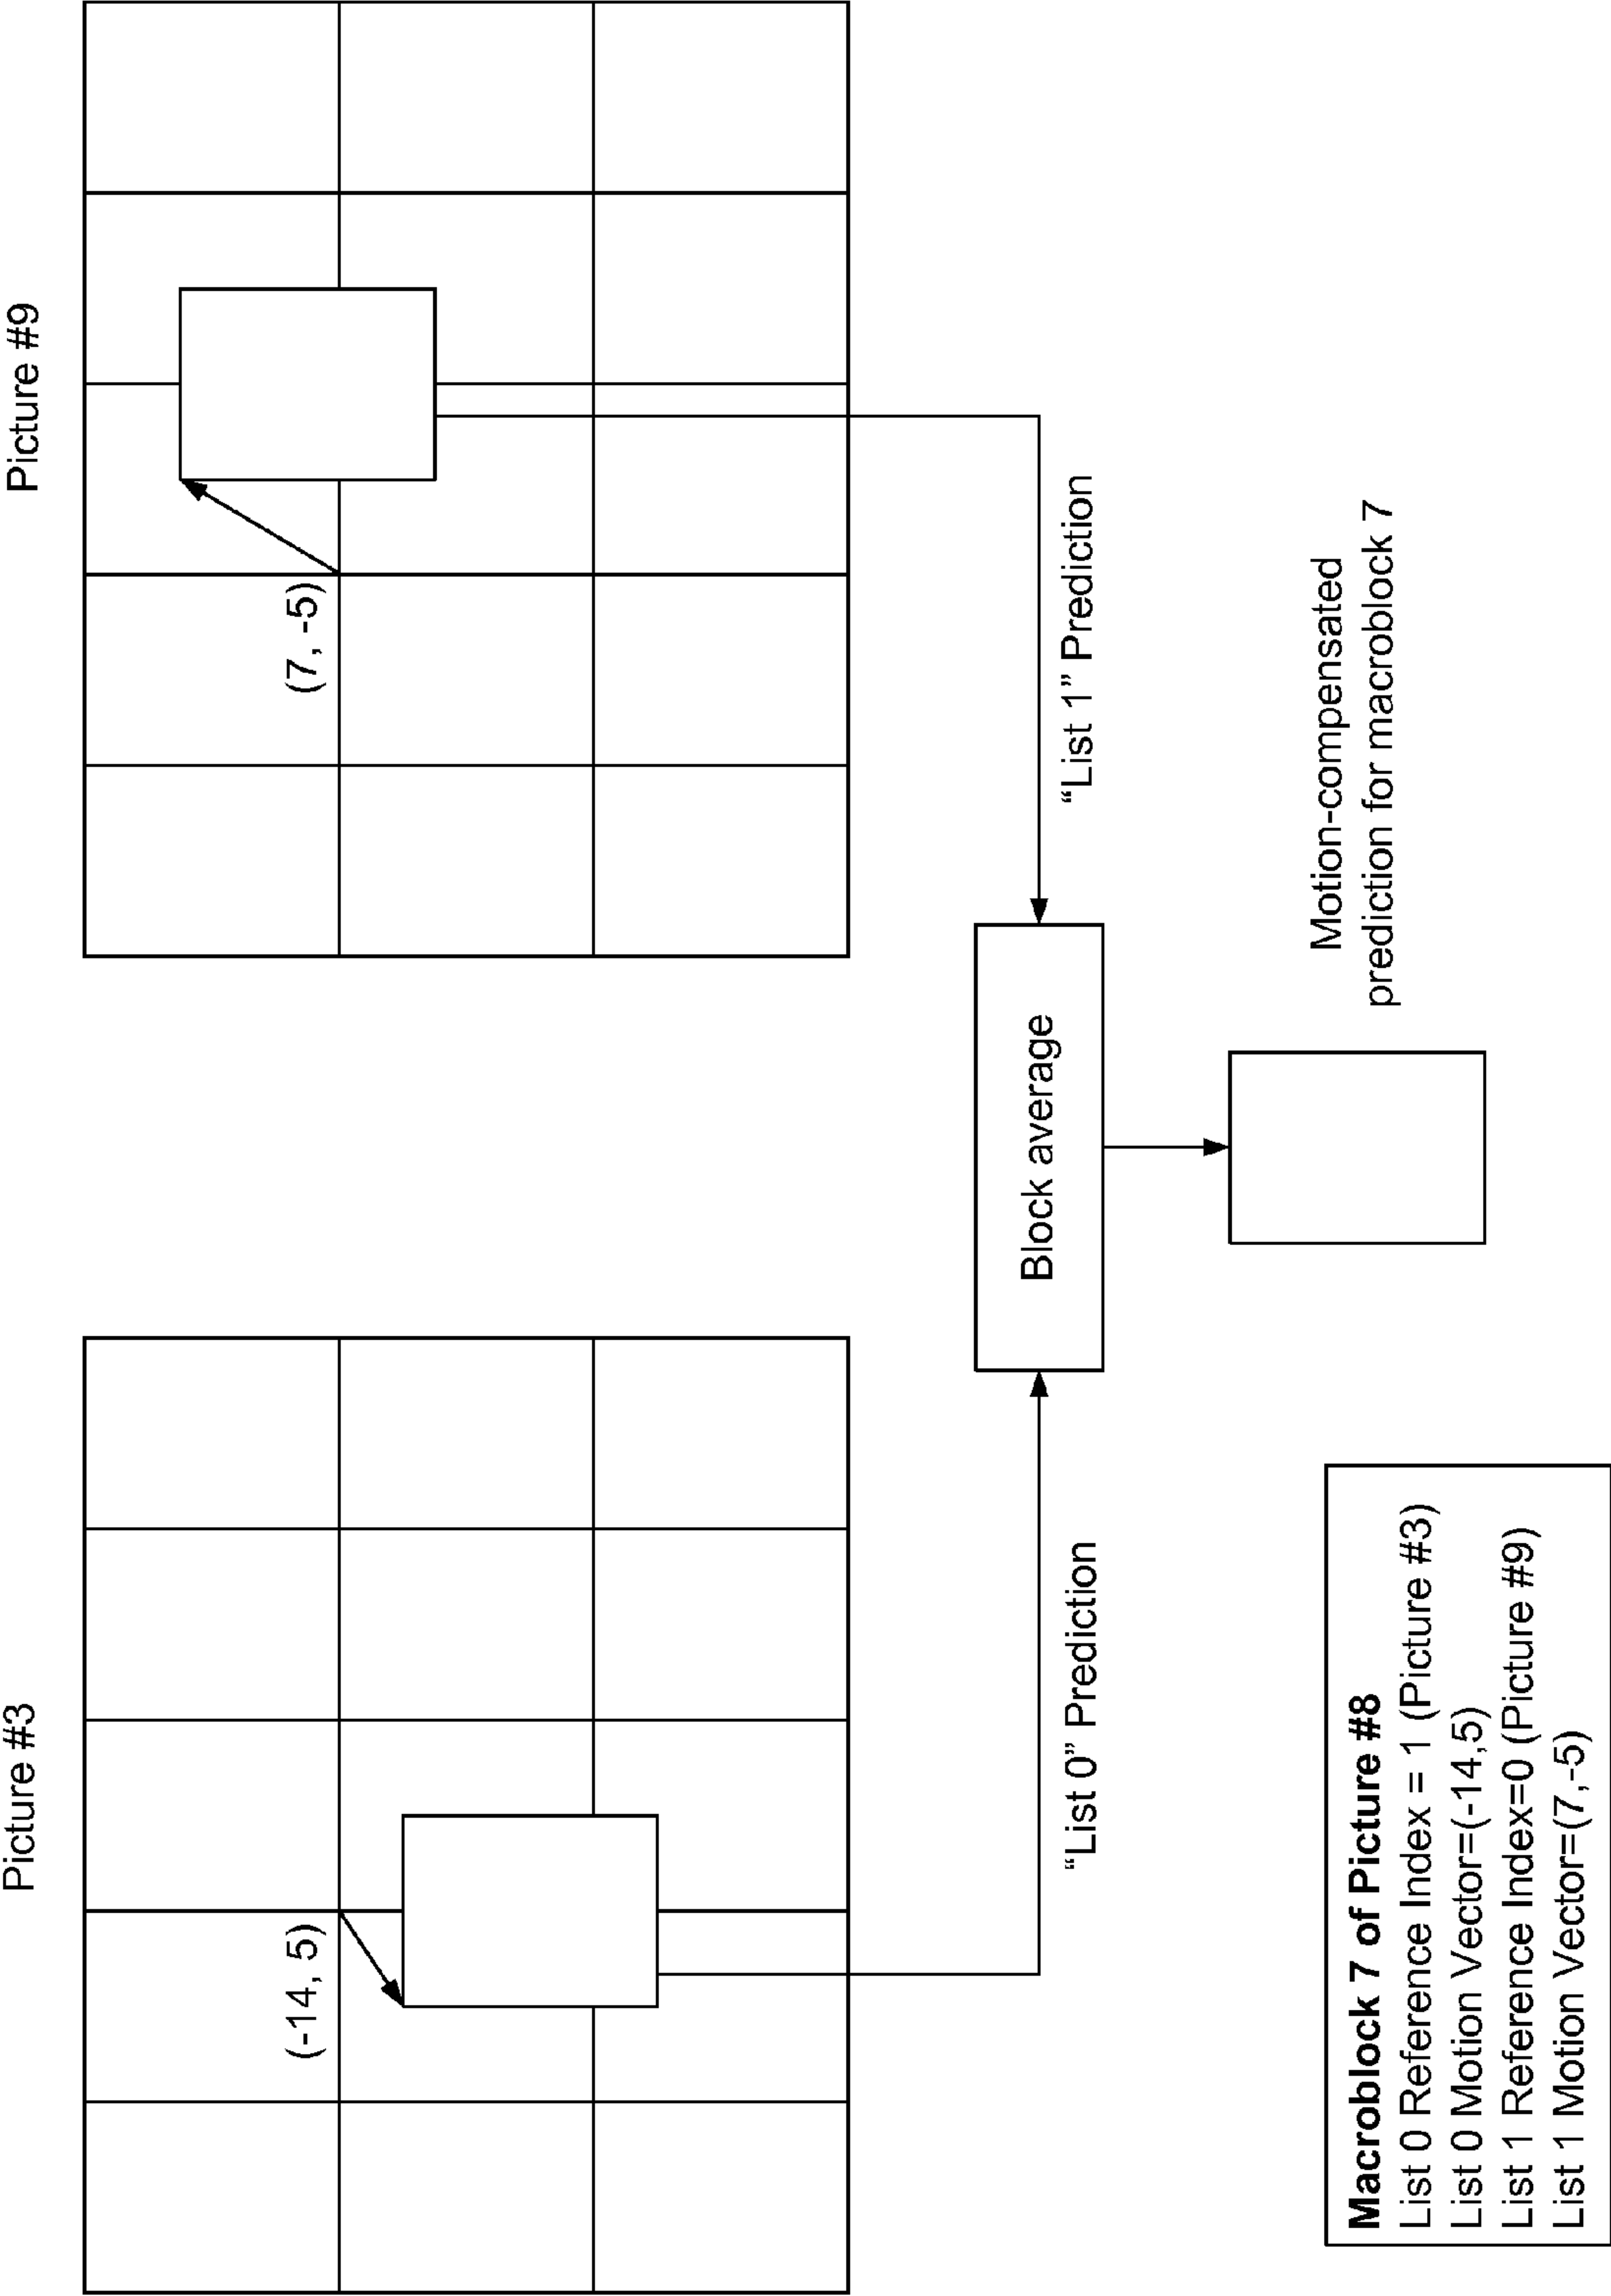 Picture #3
Picture #9
(-14, 5)
(7, -5)
“List 0” Prediction
“List 1” Prediction
Block average
Motion-compensated
prediction for macroblock 7
Macroblock 7 of Picture #8
List 0 Reference Index = 1 (Picture #3)
List 0 Motion Vector=(-14,5)
List 1 Reference Index=0 (Picture #9)
List 1 Motion Vector=(7,-5)